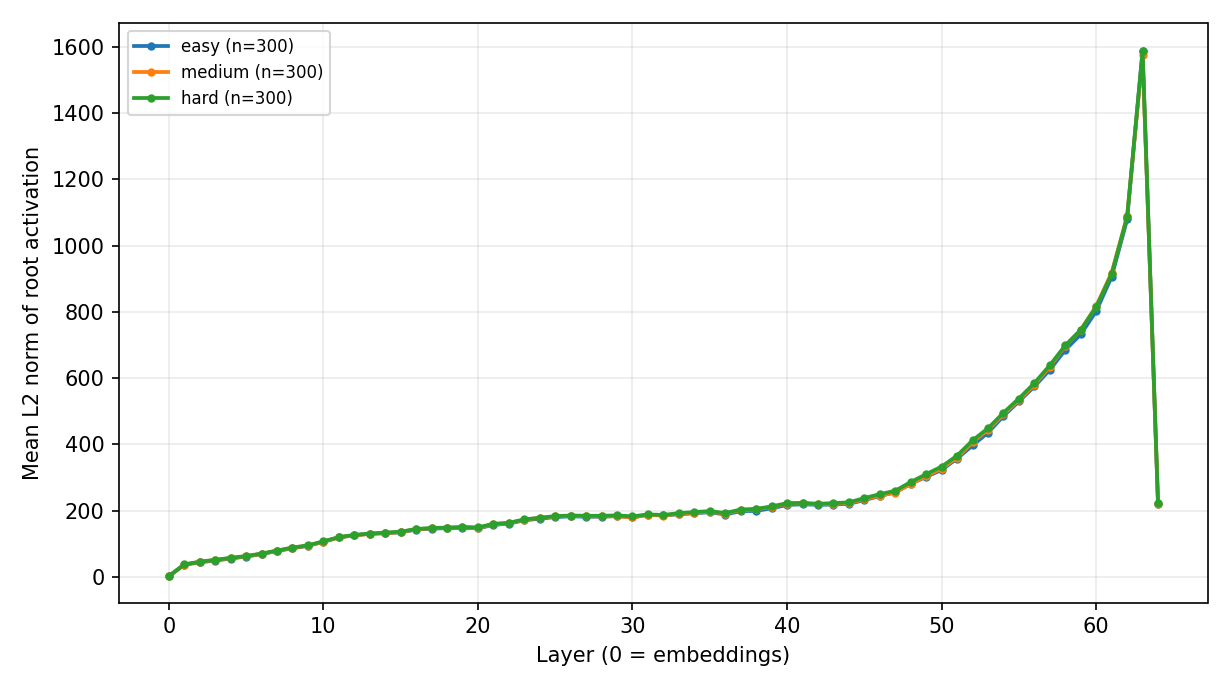 1600
1400
1200
1000
800
600
400
200
0
Mean L2 norm of root activation
easy (n=300)
medium (n=300)
hard (n=300)
0 10 20 30 40 50 60
Layer (0 = embeddings)